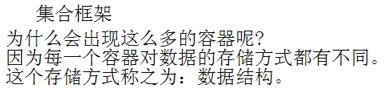 集合框架
为什么会出现这么多的容器呢?
因为每一个容器对数据的存储方式都有不同。
这个存储方式称之为：数据结构。